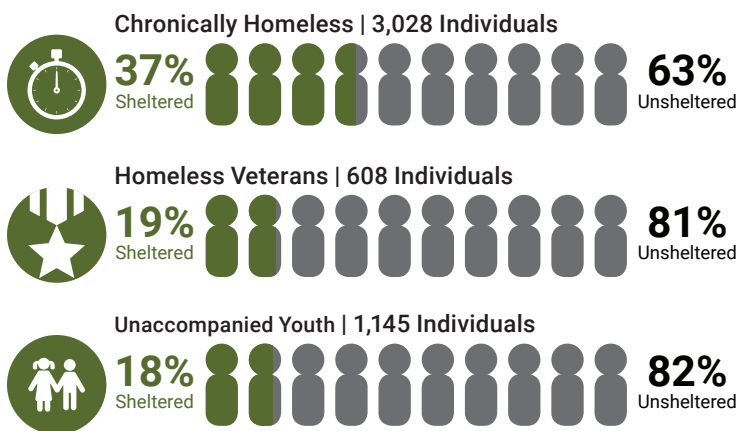 Chronically Homeless | 3,028 Individuals
37%
Sheltered
63%
Unsheltered
Homeless Veterans | 608 Individuals
19%
Sheltered
81%
Unsheltered
Unaccompanied Youth | 1,145 Individuals
18%
Sheltered
82%
Unsheltered